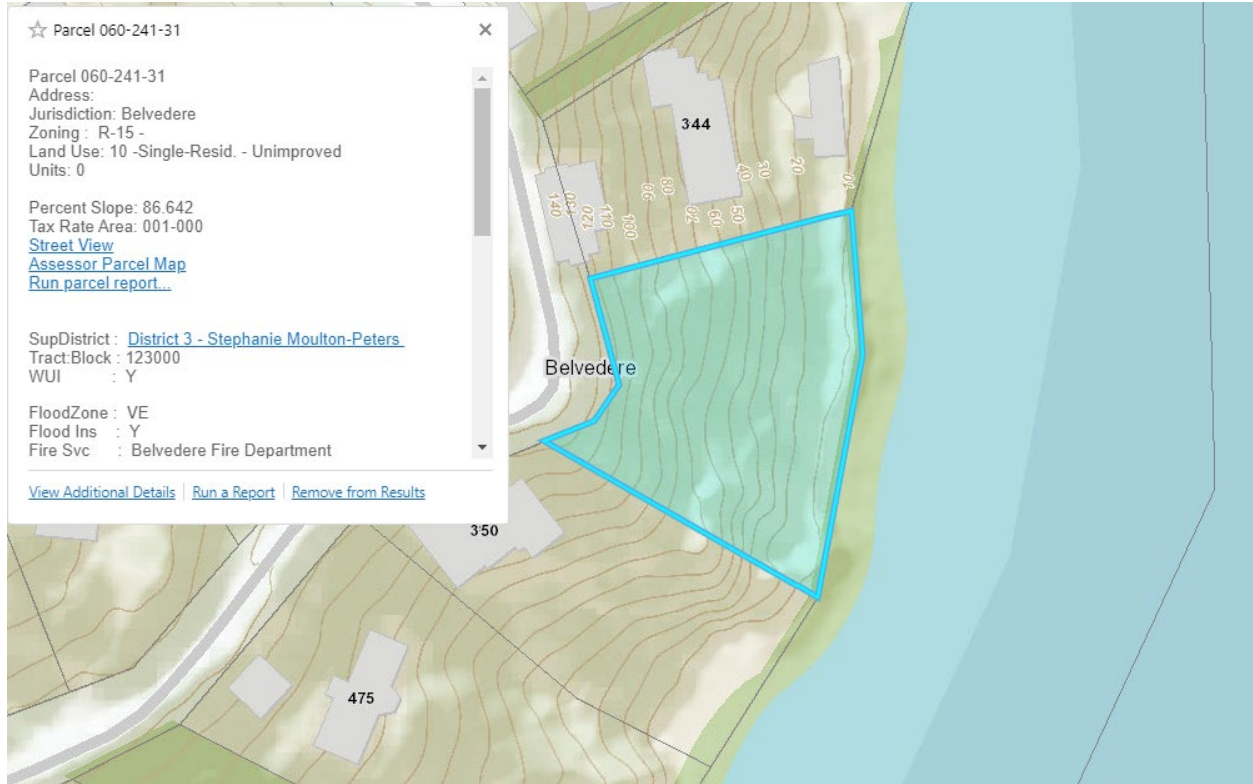 Parcel 060-241-31
Parcel 060-241-31
Address:
Jurisdiction: Belvedere
Zoning : R-15 -
Land Use: 10 -Single-Resid. - Unimproved
Units: 0
Percent Slope: 86.642
Tax Rate Area: 001-000
Street View
Assessor Parcel Map
Run parcel report...
SupDistrict : District 3 - Stephanie Moulton-Peters
Tract:Block : 123000
WUI : Y
FloodZone : VE
Flood Ins : Y
Fire Svc : Belvedere Fire Department
View Additional Details Run a Report Remove from Results
344
140
130
120
110
100
90
80
70
60
50
40
30
20
10
Belvedere
350
475